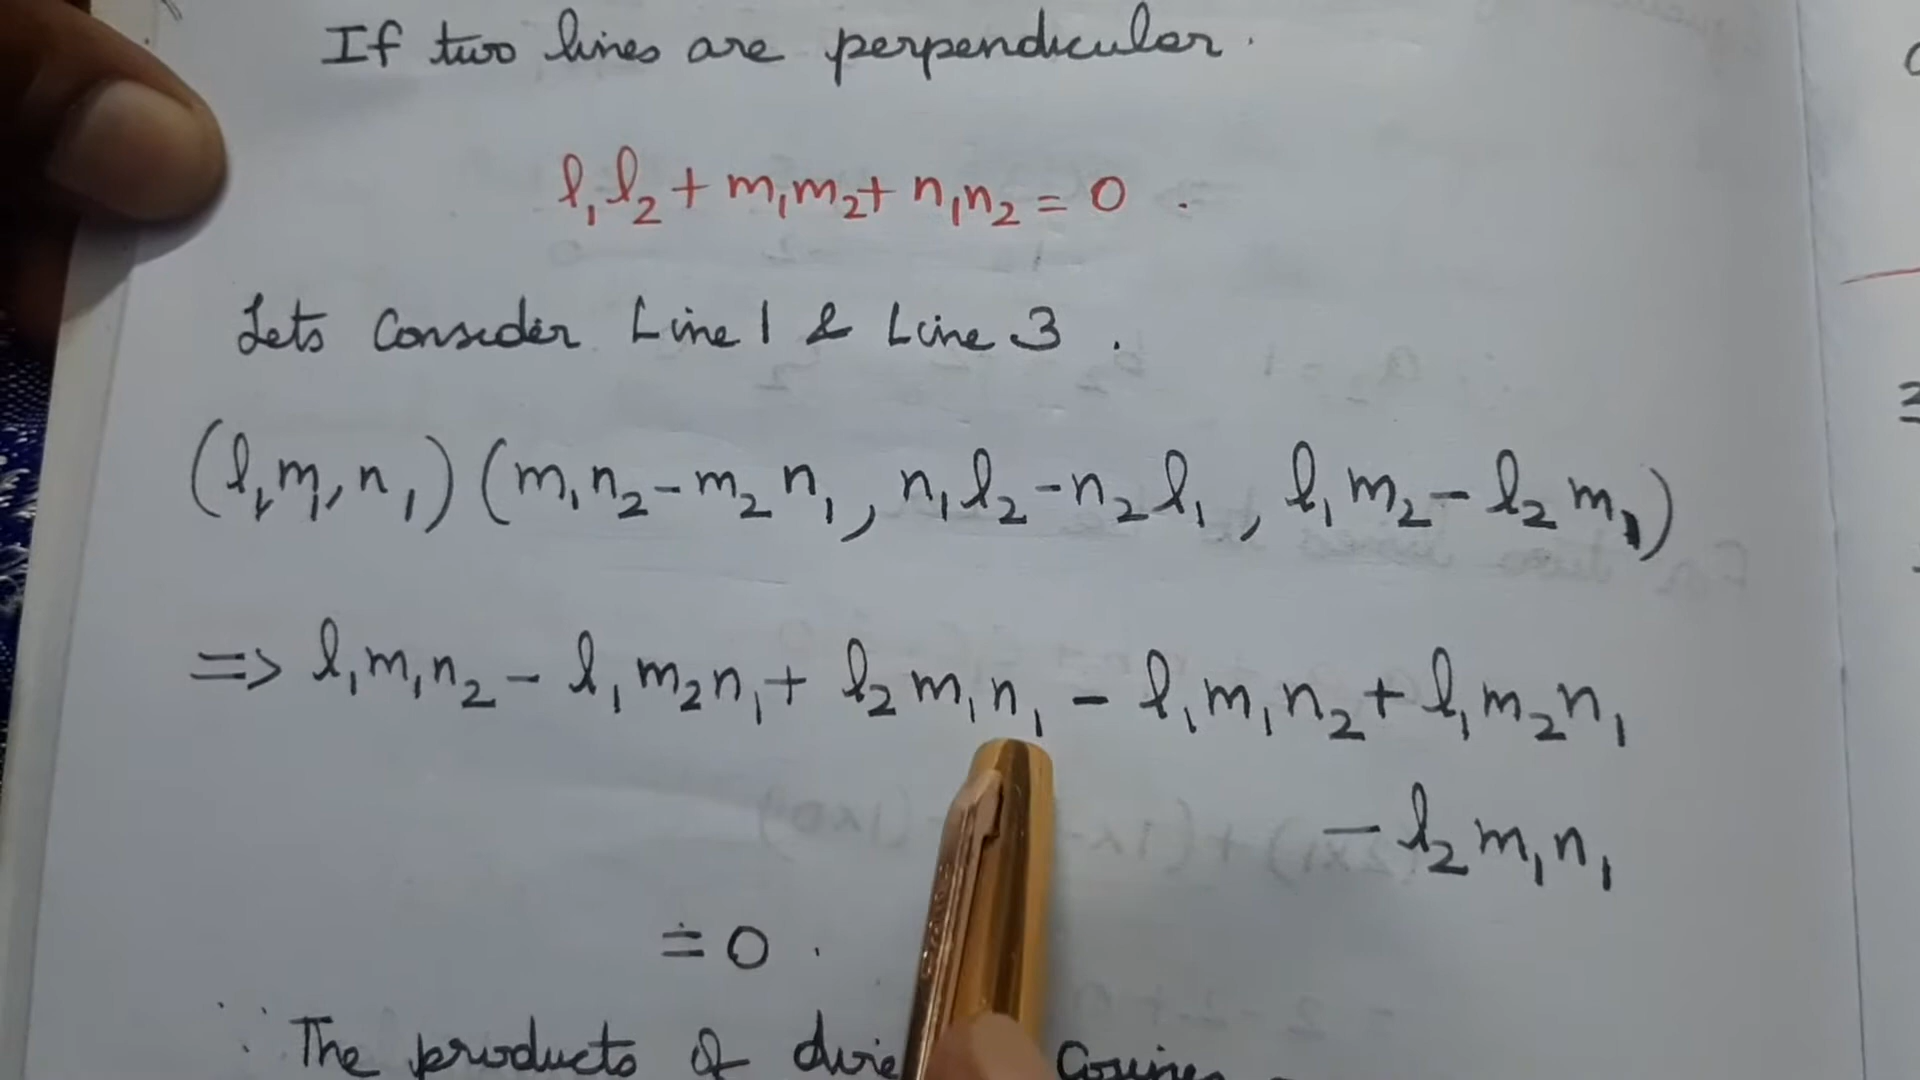 If two lines are perpendicular.
l₁l₂ + m₁m₂ + n₁n₂ = 0.
Lets Consider Line 1 & Line 3.
(l₁, m₁, n₁) (m₁n₂ - m₂n₁, n₁l₂ - n₂l₁, l₁m₂ - l₂m₁)
=> l₁m₁n₂ - l₁m₂n₁ + l₂m₁n₁ - l₁m₁n₂ + l₁m₂n₁
- l₂m₁n₁
= 0.
∴ The products of Cosines